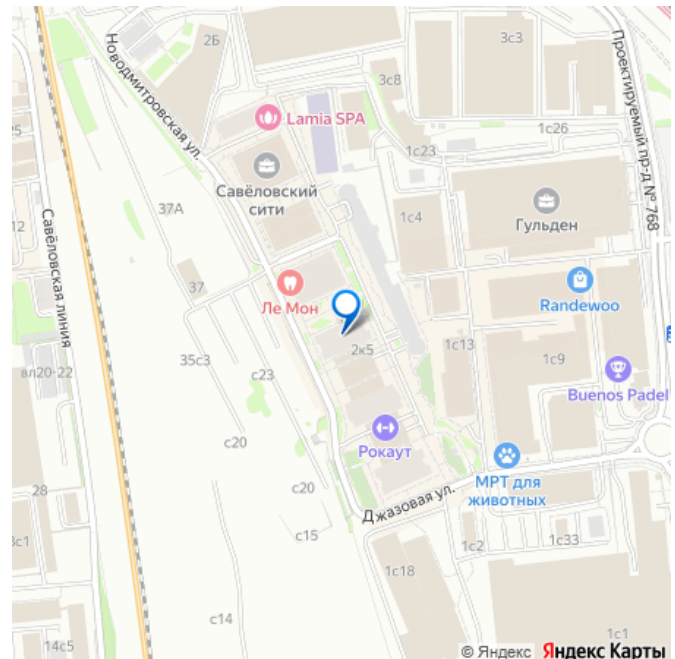 2Б
3с3
Новодмитровская ул.
Проектируемый пр-д № 768
3с8
Lamia SPA
1с26
25
1с23
Савёловский
сити
37А
1с4
Гульден
12
Савёловская линия
37
Ле Мон
Randewoo
2к5
1с13
35с3
1с9
вл20-22
с23
Buenos Padel
с20
Рокаут
МРТ для
животных
28
с20
Джазовая ул.
с15
1с2
1с33
3с1
1с18
с14
1с1
14с5
© Яндекс Яндекс Карты